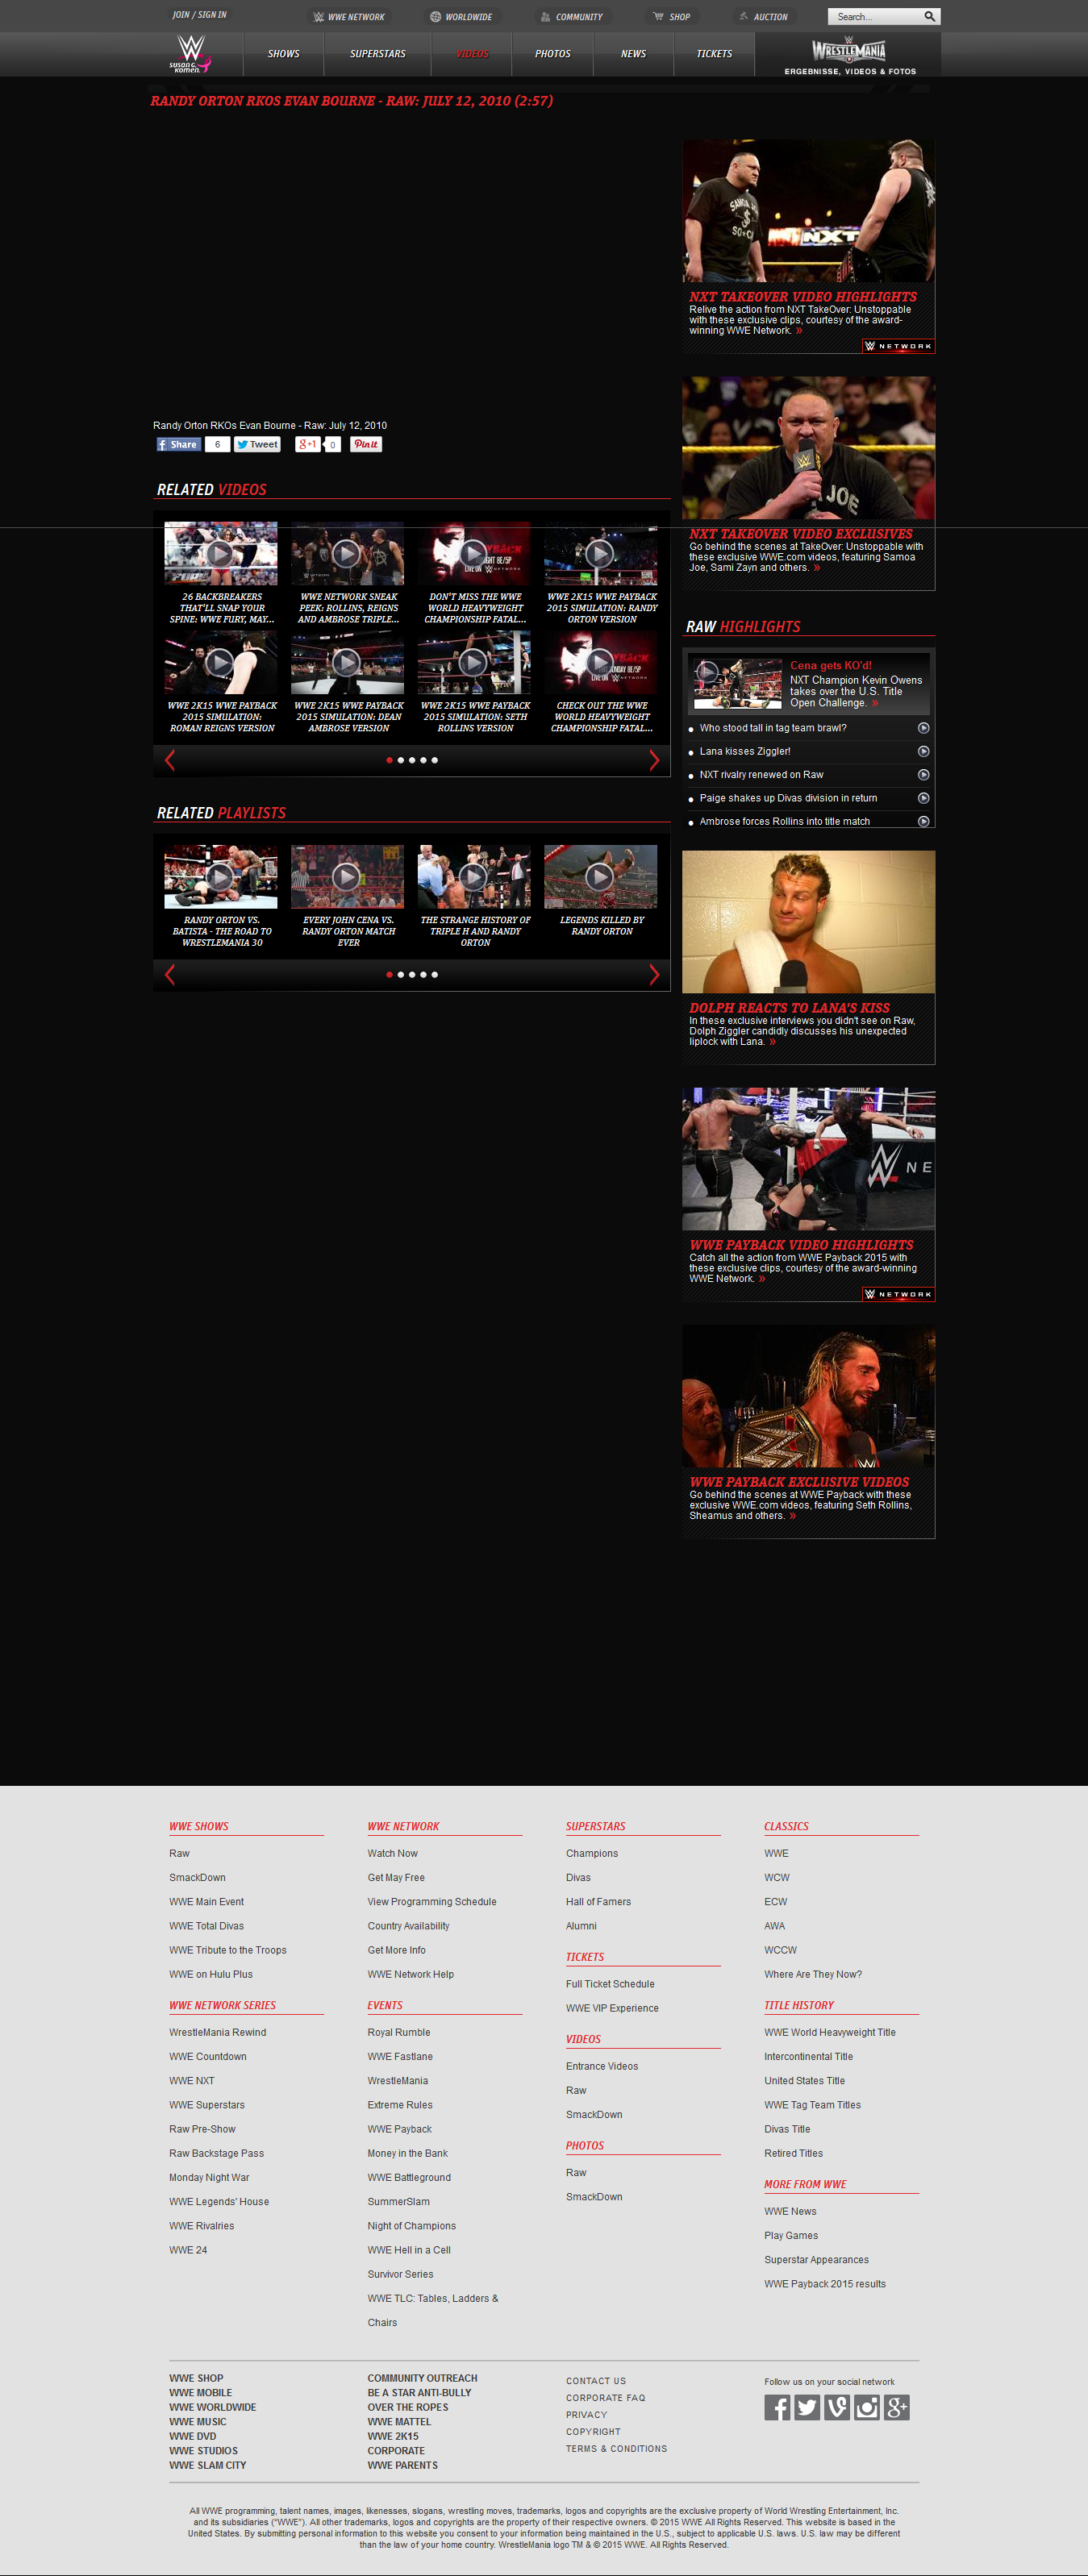 JOIN / SIGN IN
WWE NETWORK
WORLDWIDE
COMMUNITY
SHOP
AUCTION
Search...
SUSAN G. KOMEN.
SHOWS
SUPERSTARS
VIDEOS
PHOTOS
NEWS
TICKETS
WRESTLEMANIA
ERGEBNISSE, VIDEOS & FOTOS
RANDY ORTON RKOS EVAN BOURNE - RAW: JULY 12, 2010 (2:57)
Randy Orton RKOs Evan Bourne - Raw: July 12, 2010
Share 6 Tweet +1 0 Pin it
RELATED VIDEOS
26 BACKBREAKERS
THAT'LL SNAP YOUR
SPINE: WWE FURY, MAY...
WWE NETWORK SNEAK
PEEK: ROLLINS, REIGNS
AND AMBROSE TRIPLE...
DON'T MISS THE WWE
WORLD HEAVYWEIGHT
CHAMPIONSHIP FATAL...
WWE 2K15 WWE PAYBACK
2015 SIMULATION: RANDY
ORTON VERSION
WWE 2K15 WWE PAYBACK
2015 SIMULATION:
ROMAN REIGNS VERSION
WWE 2K15 WWE PAYBACK
2015 SIMULATION: DEAN
AMBROSE VERSION
WWE 2K15 WWE PAYBACK
2015 SIMULATION: SETH
ROLLINS VERSION
CHECK OUT THE WWE
WORLD HEAVYWEIGHT
CHAMPIONSHIP FATAL...
RELATED PLAYLISTS
RANDY ORTON VS.
BATISTA - THE ROAD TO
WRESTLEMANIA 30
EVERY JOHN CENA VS.
RANDY ORTON MATCH
EVER
THE STRANGE HISTORY OF
TRIPLE H AND RANDY
ORTON
LEGENDS KILLED BY
RANDY ORTON
NXT
NXT TAKEOVER VIDEO HIGHLIGHTS
Relive the action from NXT TakeOver: Unstoppable
with these exclusive clips, courtesy of the award-
winning WWE Network. »
NETWORK
JOE
NXT TAKEOVER VIDEO EXCLUSIVES
Go behind the scenes at TakeOver: Unstoppable with
these exclusive WWE.com videos, featuring Samoa
Joe, Sami Zayn and others. »
RAW HIGHLIGHTS
Cena gets KO'd!
NXT Champion Kevin Owens
takes over the U.S. Title
Open Challenge. »
Who stood tall in tag team brawl?
Lana kisses Ziggler!
NXT rivalry renewed on Raw
Paige shakes up Divas division in return
Ambrose forces Rollins into title match
DOLPH REACTS TO LANA'S KISS
In these exclusive interviews you didn't see on Raw,
Dolph Ziggler candidly discusses his unexpected
liplock with Lana. »
NE
WWE PAYBACK VIDEO HIGHLIGHTS
Catch all the action from WWE Payback 2015 with
these exclusive clips, courtesy of the award-winning
WWE Network. »
NETWORK
WWE PAYBACK EXCLUSIVE VIDEOS
Go behind the scenes at WWE Payback with these
exclusive WWE.com videos, featuring Seth Rollins,
Sheamus and others. »
WWE SHOWS
Raw
SmackDown
WWE Main Event
WWE Total Divas
WWE Tribute to the Troops
WWE on Hulu Plus
WWE NETWORK SERIES
WrestleMania Rewind
WWE Countdown
WWE NXT
WWE Superstars
Raw Pre-Show
Raw Backstage Pass
Monday Night War
WWE Legends' House
WWE Rivalries
WWE 24
WWE NETWORK
Watch Now
Get May Free
View Programming Schedule
Country Availability
Get More Info
WWE Network Help
EVENTS
Royal Rumble
WWE Fastlane
WrestleMania
Extreme Rules
WWE Payback
Money in the Bank
WWE Battleground
SummerSlam
Night of Champions
WWE Hell in a Cell
Survivor Series
WWE TLC: Tables, Ladders &
Chairs
SUPERSTARS
Champions
Divas
Hall of Famers
Alumni
TICKETS
Full Ticket Schedule
WWE VIP Experience
VIDEOS
Entrance Videos
Raw
SmackDown
PHOTOS
Raw
SmackDown
CLASSICS
WWE
WCW
ECW
AWA
WCCW
Where Are They Now?
TITLE HISTORY
WWE World Heavyweight Title
Intercontinental Title
United States Title
WWE Tag Team Titles
Divas Title
Retired Titles
MORE FROM WWE
WWE News
Play Games
Superstar Appearances
WWE Payback 2015 results
WWE SHOP
WWE MOBILE
WWE WORLDWIDE
WWE MUSIC
WWE DVD
WWE STUDIOS
WWE SLAM CITY
COMMUNITY OUTREACH
BE A STAR ANTI-BULLY
OVER THE ROPES
WWE MATTEL
WWE 2K15
CORPORATE
WWE PARENTS
CONTACT US
CORPORATE FAQ
PRIVACY
COPYRIGHT
TERMS & CONDITIONS
Follow us on your social network
All WWE programming, talent names, images, likenesses, slogans, wrestling moves, trademarks, logos and copyrights are the exclusive property of World Wrestling Entertainment, Inc.
and its subsidiaries ("WWE"). All other trademarks, logos and copyrights are the property of their respective owners. © 2015 WWE All Rights Reserved. This website is based in the
United States. By submitting personal information to this website you consent to your information being maintained in the U.S., subject to applicable U.S. laws. U.S. law may be different
than the law of your home country. WrestleMania logo TM & © 2015 WWE. All Rights Reserved.